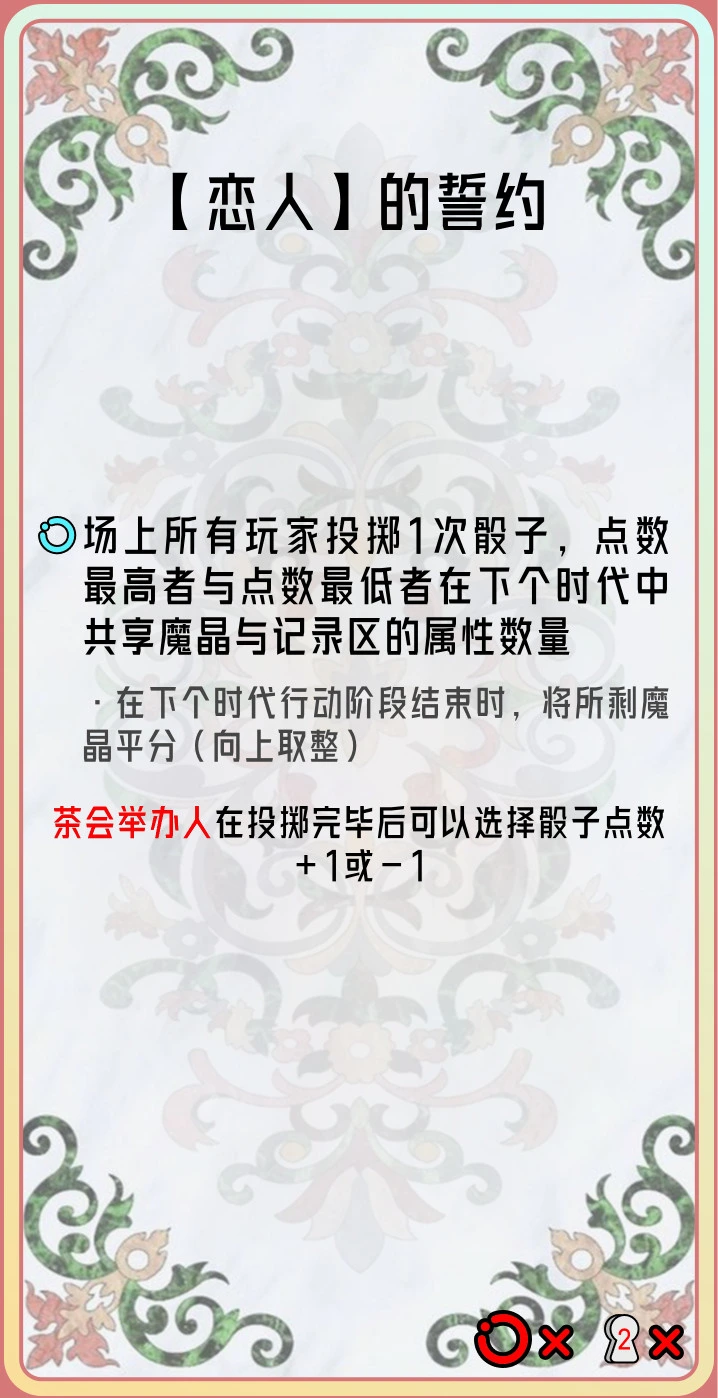 【恋人】的誓约
场上所有玩家投掷1次骰子，点数
最高者与点数最低者在下个时代中
共享魔晶与记录区的属性数量
·在下个时代行动阶段结束时，将所剩魔
晶平分（向上取整）
茶会举办人在投掷完毕后可以选择骰子点数
＋1或－1
2